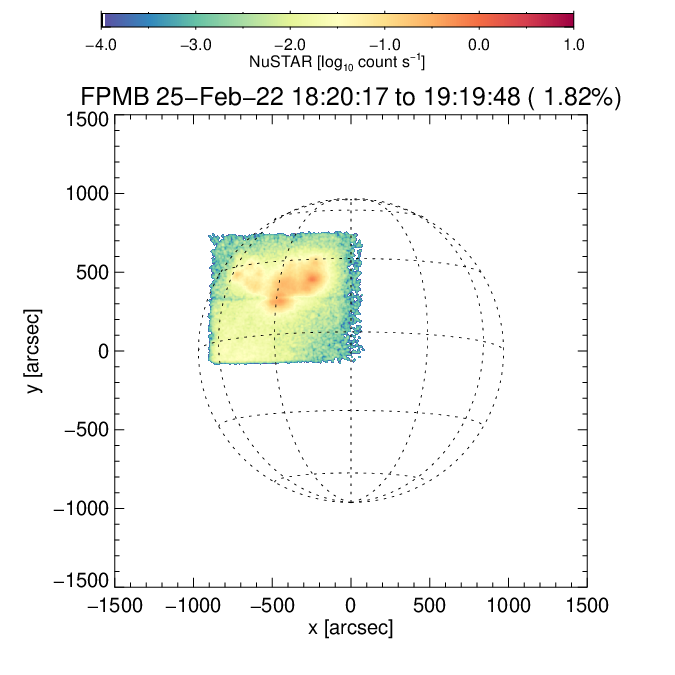 −4.0 −3.0 −2.0 −1.0 0.0 1.0
NuSTAR [log10 count s−1]
FPMB 25−Feb−22 18:20:17 to 19:19:48 ( 1.82%)
1500
1000
500
0
−500
−1000
−1500
y [arcsec]
−1500 −1000 −500 0 500 1000 1500
x [arcsec]